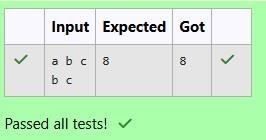 Input Expected Got
a b c 8 8
b c
Passed all tests!